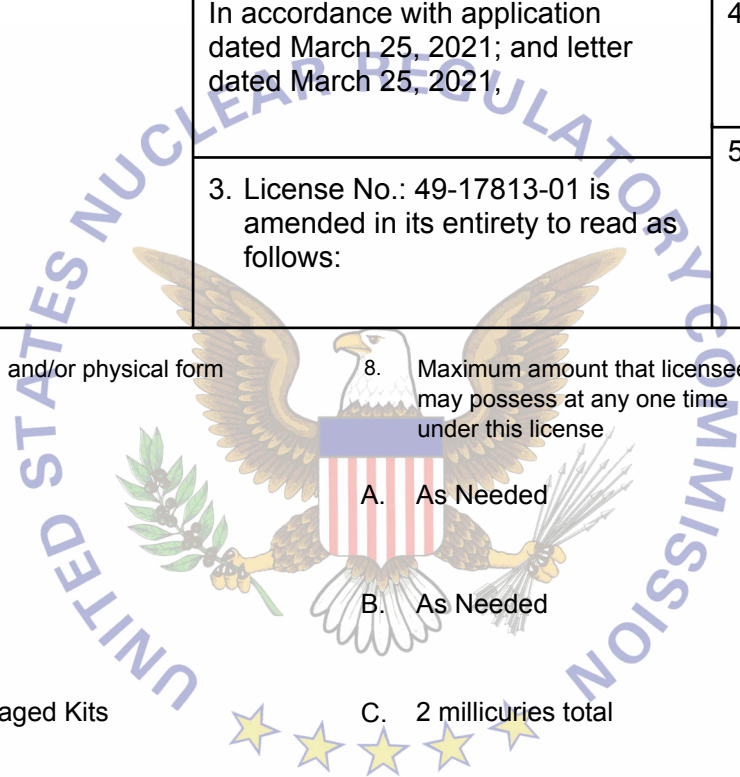 In accordance with application
dated March 25, 2021; and letter
dated March 25, 2021,
4
5
3. License No.: 49-17813-01 is
amended in its entirety to read as
follows:
and/or physical form
8. Maximum amount that licensee
may possess at any one time
under this license
A. As Needed
B. As Needed
aged Kits
C. 2 millicuries total
UNITED STATES NUCLEAR REGULATORY COMMISSION